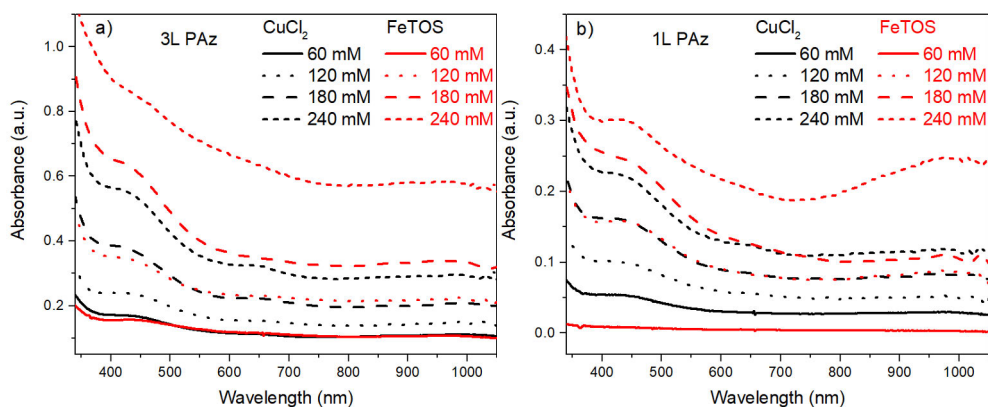 a) 3L PAz
CuCl₂ FeTOS
60 mM 60 mM
120 mM 120 mM
180 mM 180 mM
240 mM 240 mM
Absorbance (a.u.)
1.0
0.8
0.6
0.4
0.2
400 500 600 700 800 900 1000
Wavelength (nm)
b) 1L PAz
CuCl₂ FeTOS
60 mM 60 mM
120 mM 120 mM
180 mM 180 mM
240 mM 240 mM
Absorbance (a.u.)
0.4
0.3
0.2
0.1
0.0
400 500 600 700 800 900 1000
Wavelength (nm)